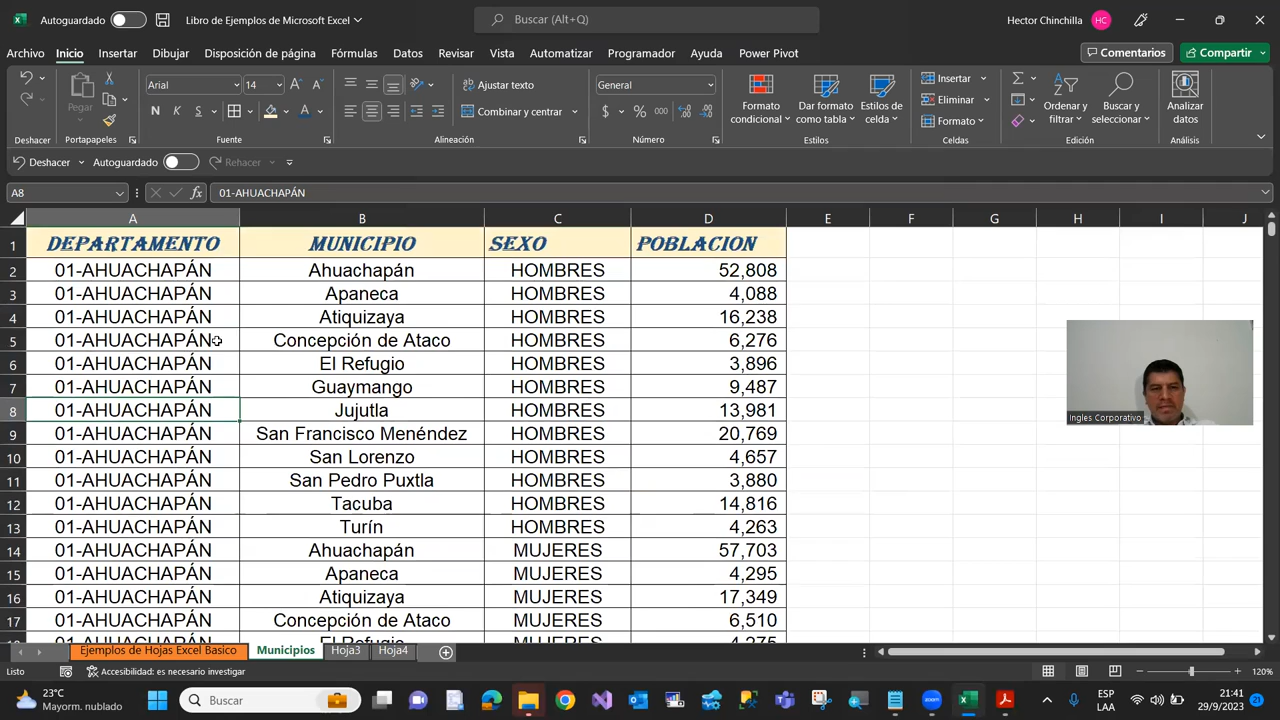 Autoguardado
Libro de Ejemplos de Microsoft Excel
Buscar (Alt+Q)
Hector Chinchilla
HC
Archivo Inicio Insertar Dibujar Disposición de página Fórmulas Datos Revisar Vista Automatizar Programador Ayuda Power Pivot
Comentarios Compartir
Pegar
Arial 14
Ajustar texto
General
N K S
Combinar y centrar
$ % 000
Formato condicional
Dar formato como tabla
Estilos de celda
Insertar
Eliminar
Formato
Ordenar y filtrar
Buscar y seleccionar
Analizar datos
Deshacer Portapapeles Fuente Alineación Número Estilos Celdas Edición Análisis
Deshacer Autoguardado Rehacer
A8 fx 01-AHUACHAPÁN
A B C D E F G H I J
1 DEPARTAMENTO MUNICIPIO SEXO POBLACION
2 01-AHUACHAPÁN Ahuachapán HOMBRES 52,808
3 01-AHUACHAPÁN Apaneca HOMBRES 4,088
4 01-AHUACHAPÁN Atiquizaya HOMBRES 16,238
5 01-AHUACHAPÁN Concepción de Ataco HOMBRES 6,276
6 01-AHUACHAPÁN El Refugio HOMBRES 3,896
7 01-AHUACHAPÁN Guaymango HOMBRES 9,487
8 01-AHUACHAPÁN Jujutla HOMBRES 13,981
9 01-AHUACHAPÁN San Francisco Menéndez HOMBRES 20,769
10 01-AHUACHAPÁN San Lorenzo HOMBRES 4,657
11 01-AHUACHAPÁN San Pedro Puxtla HOMBRES 3,880
12 01-AHUACHAPÁN Tacuba HOMBRES 14,816
13 01-AHUACHAPÁN Turín HOMBRES 4,263
14 01-AHUACHAPÁN Ahuachapán MUJERES 57,703
15 01-AHUACHAPÁN Apaneca MUJERES 4,295
16 01-AHUACHAPÁN Atiquizaya MUJERES 17,349
17 01-AHUACHAPÁN Concepción de Ataco MUJERES 6,510
01-AHUACHAPÁN El Refugio MUJERES 4,275
Ingles Corporativo
Ejemplos de Hojas Excel Basico Municipios Hoja3 Hoja4
Listo Accesibilidad: es necesario investigar
120%
23°C
Mayorm. nublado
Buscar
ESP
LAA
21:41
29/9/2023